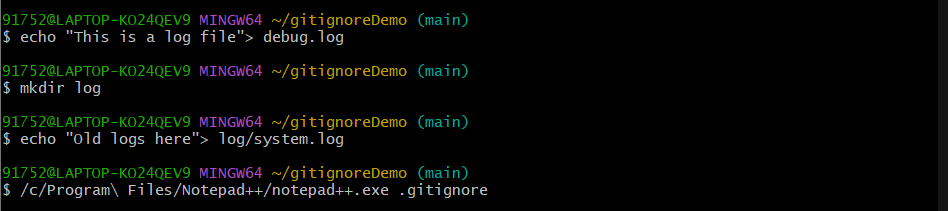 91752@LAPTOP-KO24QEV9 MINGW64 ~/gitignoreDemo (main)
$ echo "This is a log file"> debug.log
91752@LAPTOP-KO24QEV9 MINGW64 ~/gitignoreDemo (main)
$ mkdir log
91752@LAPTOP-KO24QEV9 MINGW64 ~/gitignoreDemo (main)
$ echo "Old logs here"> log/system.log
91752@LAPTOP-KO24QEV9 MINGW64 ~/gitignoreDemo (main)
$ /c/Program\ Files/Notepad++/notepad++.exe .gitignore